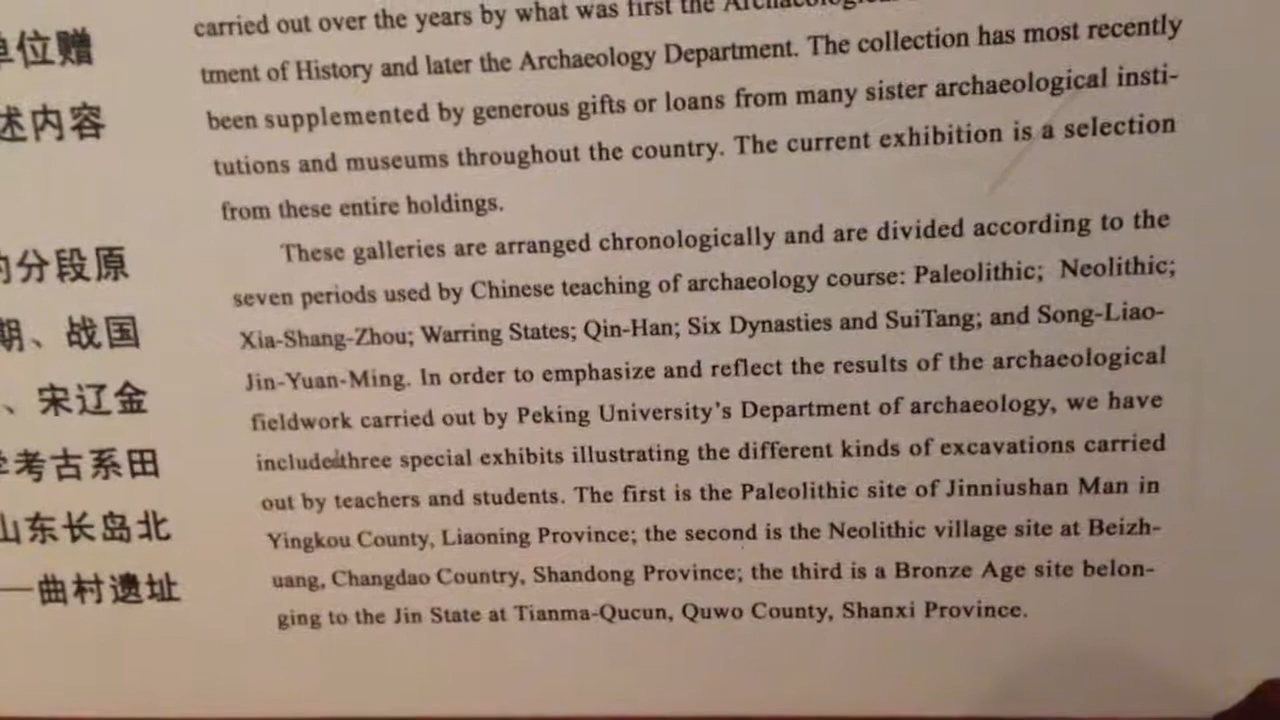 单位赠
述内容
的分段原
期、战国
、宋辽金
学考古系田
山东长岛北
—曲村遗址
carried out over the years by what was first the
tment of History and later the Archaeology Department. The collection has most recently
been supplemented by generous gifts or loans from many sister archaeological insti-
tutions and museums throughout the country. The current exhibition is a selection
from these entire holdings.
These galleries are arranged chronologically and are divided according to the
seven periods used by Chinese teaching of archaeology course: Paleolithic; Neolithic;
Xia-Shang-Zhou; Warring States; Qin-Han; Six Dynasties and SuiTang; and Song-Liao-
Jin-Yuan-Ming. In order to emphasize and reflect the results of the archaeological
fieldwork carried out by Peking University's Department of archaeology, we have
included three special exhibits illustrating the different kinds of excavations carried
out by teachers and students. The first is the Paleolithic site of Jinniushan Man in
Yingkou County, Liaoning Province; the second is the Neolithic village site at Beizh-
uang, Changdao Country, Shandong Province; the third is a Bronze Age site belon-
ging to the Jin State at Tianma-Qucun, Quwo County, Shanxi Province.